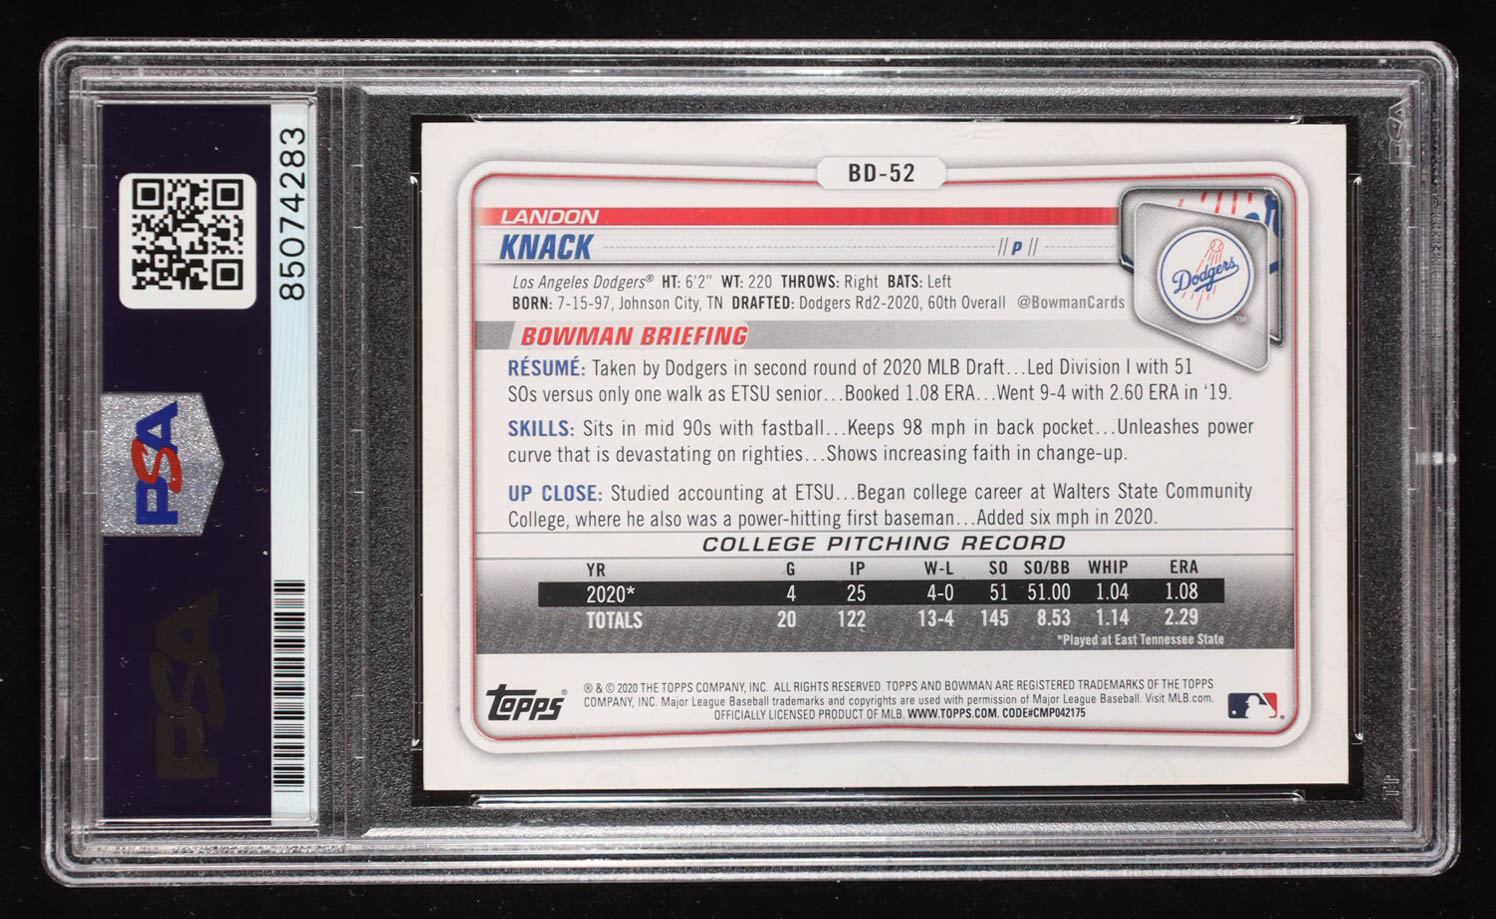 85074283
PSA
PSA
BD-52
LANDON
KNACK // P //
Los Angeles Dodgers® HT: 6'2" WT: 220 THROWS: Right BATS: Left
BORN: 7-15-97, Johnson City, TN DRAFTED: Dodgers Rd2-2020, 60th Overall @BowmanCards
Dodgers
TM
BOWMAN BRIEFING
RÉSUMÉ: Taken by Dodgers in second round of 2020 MLB Draft...Led Division I with 51
SOs versus only one walk as ETSU senior...Booked 1.08 ERA...Went 9-4 with 2.60 ERA in '19.
SKILLS: Sits in mid 90s with fastball...Keeps 98 mph in back pocket...Unleashes power
curve that is devastating on righties...Shows increasing faith in change-up.
UP CLOSE: Studied accounting at ETSU...Began college career at Walters State Community
College, where he also was a power-hitting first baseman...Added six mph in 2020.
COLLEGE PITCHING RECORD
YR G IP W-L SO SO/BB WHIP ERA
2020* 4 25 4-0 51 51.00 1.04 1.08
TOTALS 20 122 13-4 145 8.53 1.14 2.29
*Played at East Tennessee State
Topps®
® & © 2020 THE TOPPS COMPANY, INC. ALL RIGHTS RESERVED. TOPPS AND BOWMAN ARE REGISTERED TRADEMARKS OF THE TOPPS
COMPANY, INC. Major League Baseball trademarks and copyrights are used with permission of Major League Baseball. Visit MLB.com.
OFFICIALLY LICENSED PRODUCT OF MLB. WWW.TOPPS.COM. CODE#CMP042175
PSA